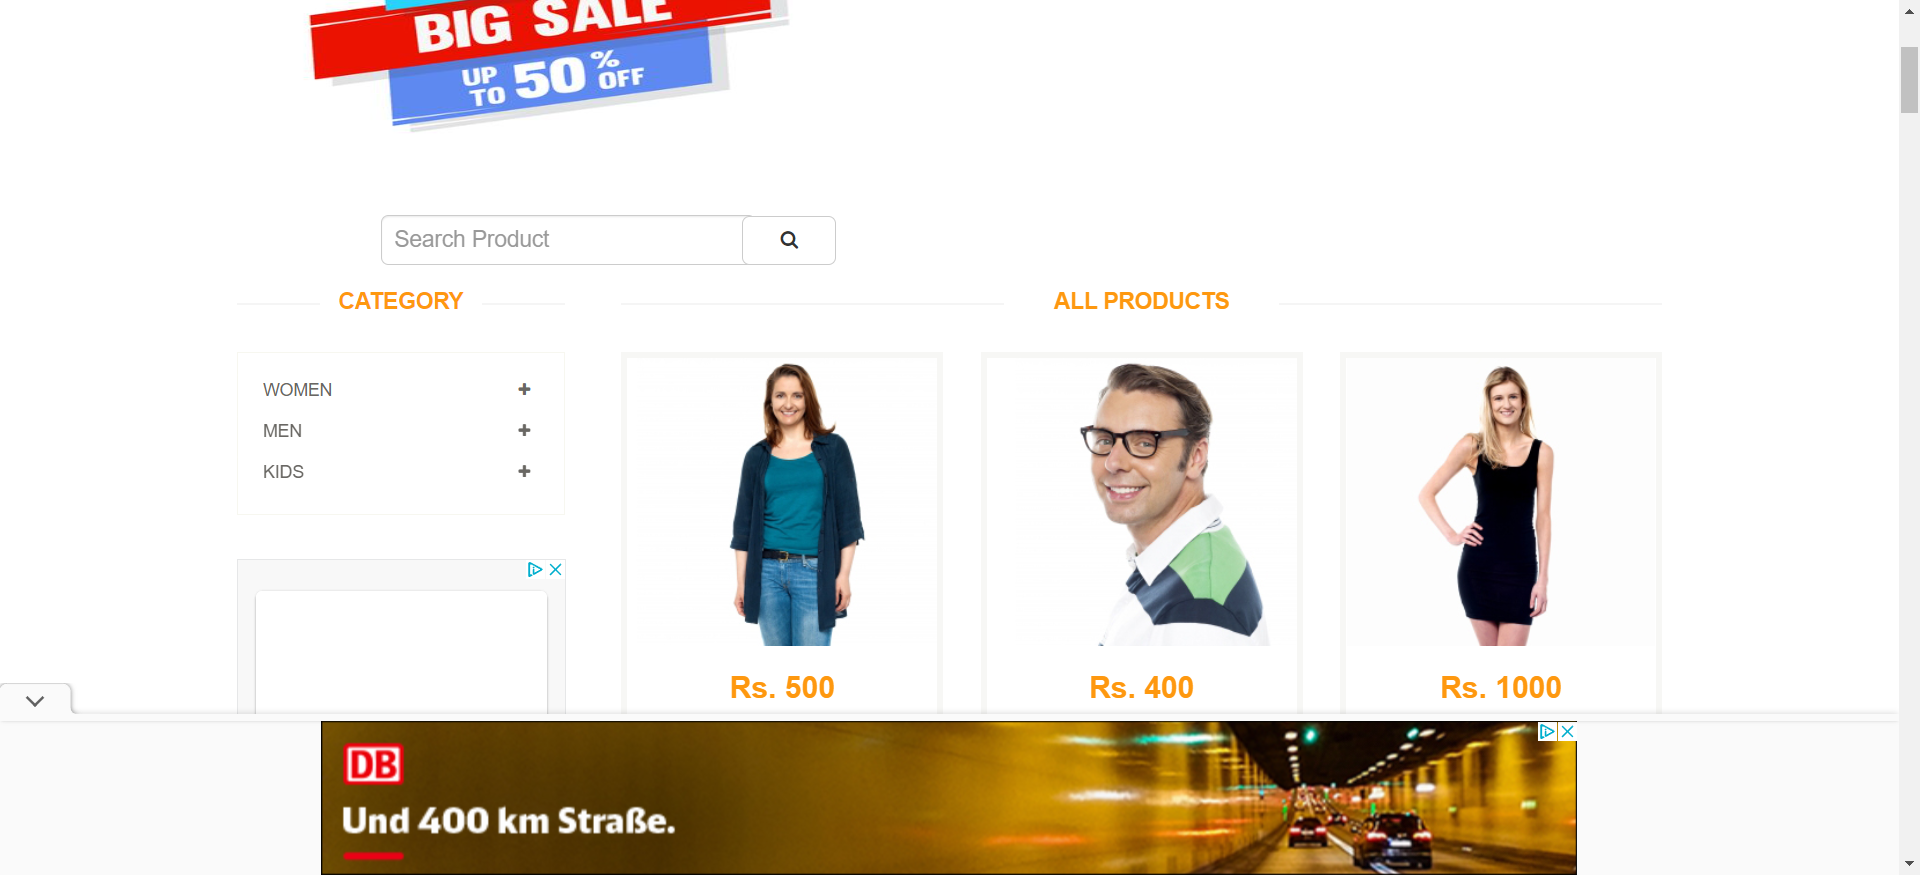 BIG SALE
UP TO 50% OFF
Search Product
CATEGORY
ALL PRODUCTS
WOMEN
MEN
KIDS
Rs. 500
Rs. 400
Rs. 1000
DB
Und 400 km Straße.